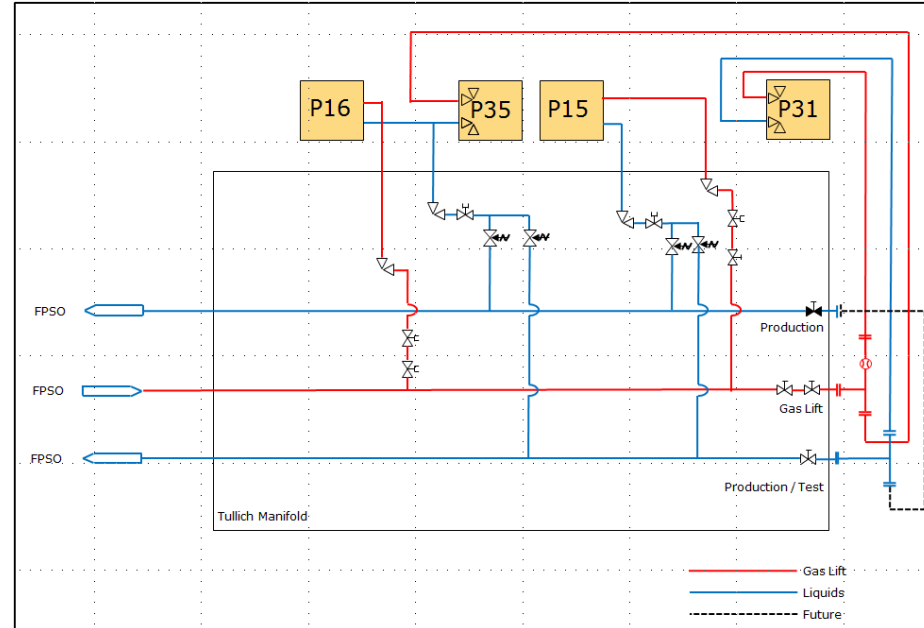 P16
P35
P15
P31
FPSO
Production
FPSO
Gas Lift
FPSO
Production / Test
Tullich Manifold
Gas Lift
Liquids
Future